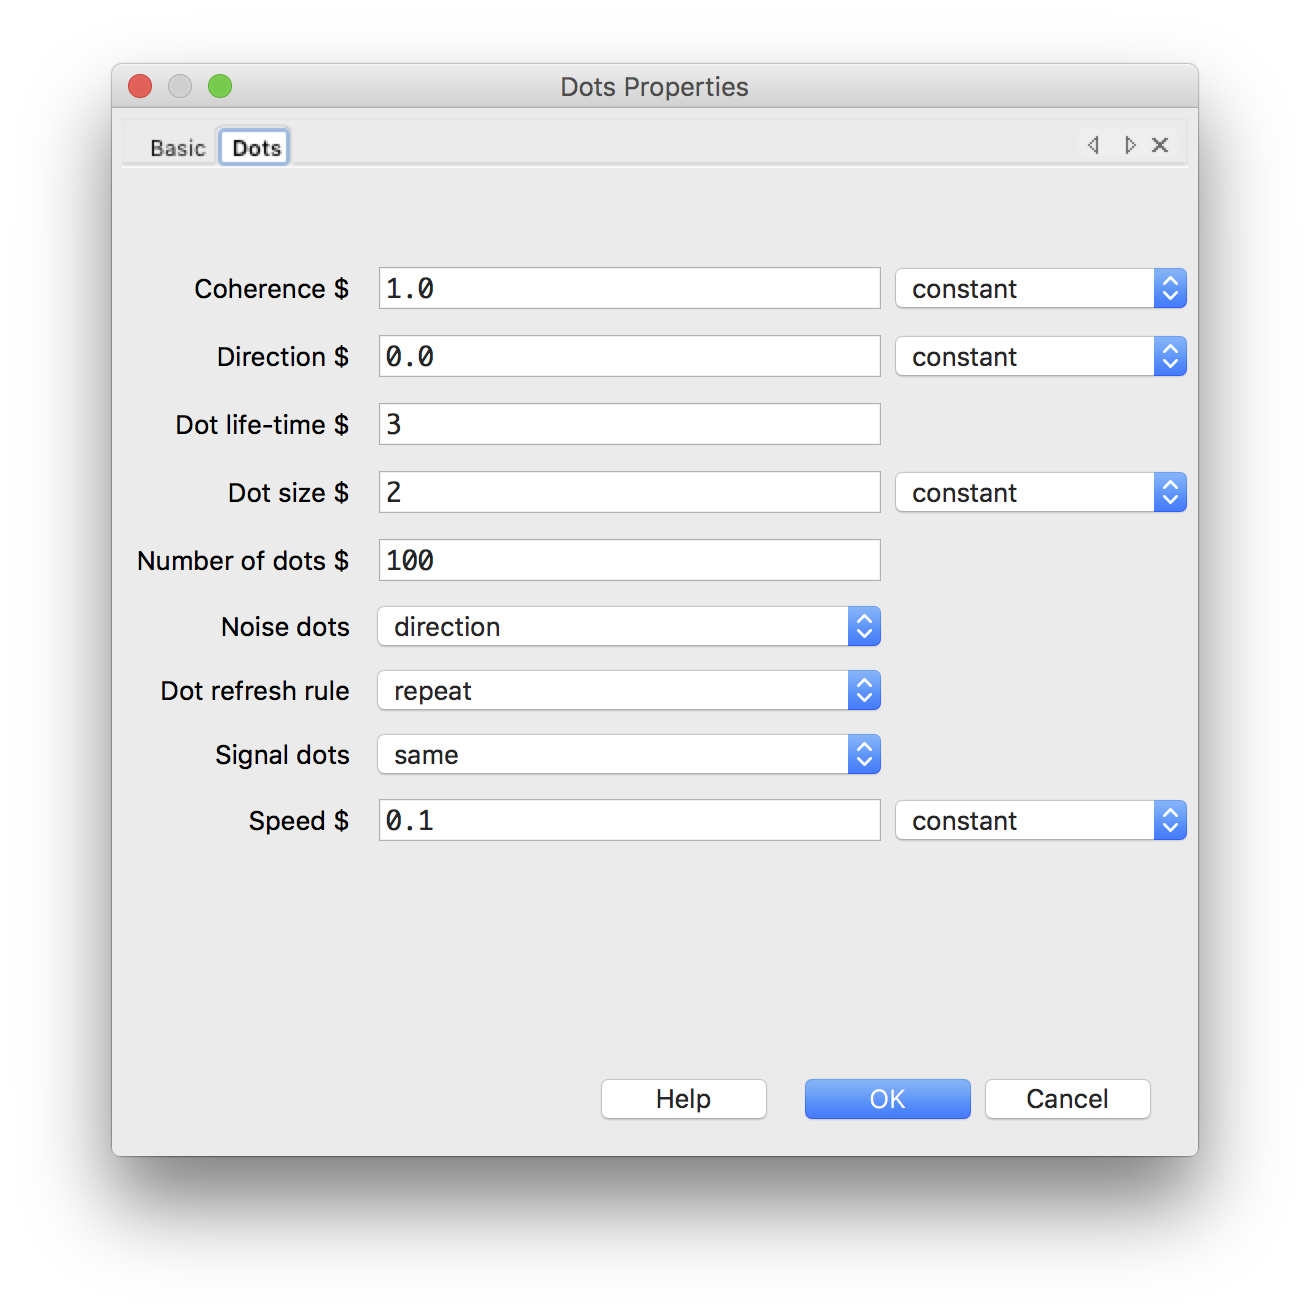 Dots Properties
Basic Dots
Coherence $ 1.0 constant
Direction $ 0.0 constant
Dot life-time $ 3
Dot size $ 2 constant
Number of dots $ 100
Noise dots direction
Dot refresh rule repeat
Signal dots same
Speed $ 0.1 constant
Help OK Cancel